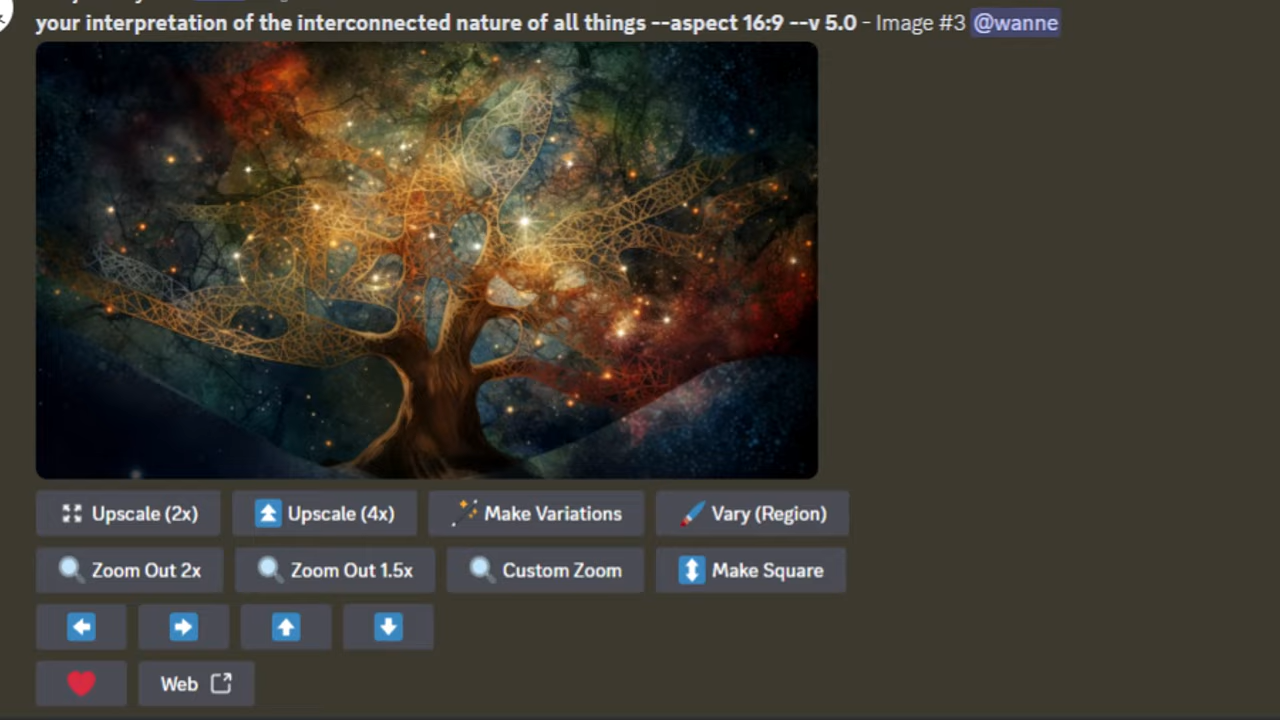 your interpretation of the interconnected nature of all things --aspect 16:9 --v 5.0 - Image #3 @wanne
Upscale (2x) Upscale (4x) Make Variations Vary (Region)
Zoom Out 2x Zoom Out 1.5x Custom Zoom Make Square
Web